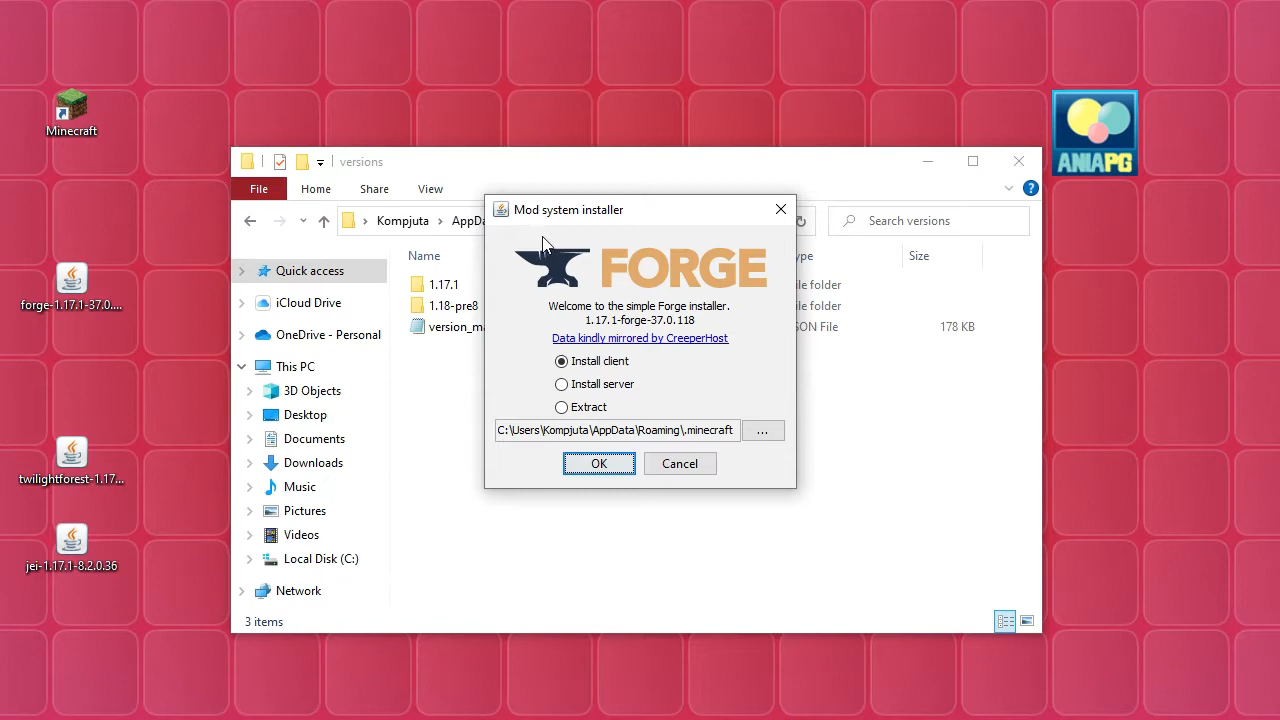 Minecraft
forge-1.17.1-37.0....
twilightforest-1.17...
jei-1.17.1-8.2.0.36
ANIAPG
versions
File
Home
Share
View
Kompjuta
AppDa
Search versions
Name
ype
Size
Quick access
iCloud Drive
OneDrive - Personal
This PC
3D Objects
Desktop
Documents
Downloads
Music
Pictures
Videos
Local Disk (C:)
Network
1.17.1
ile folder
1.18-pre8
ile folder
version_ma
SON File
178 KB
3 items
Mod system installer
FORGE
Welcome to the simple Forge installer.
1.17.1-forge-37.0.118
Data kindly mirrored by CreeperHost
Install client
Install server
Extract
C:\Users\Kompjuta\AppData\Roaming\.minecraft
...
OK
Cancel